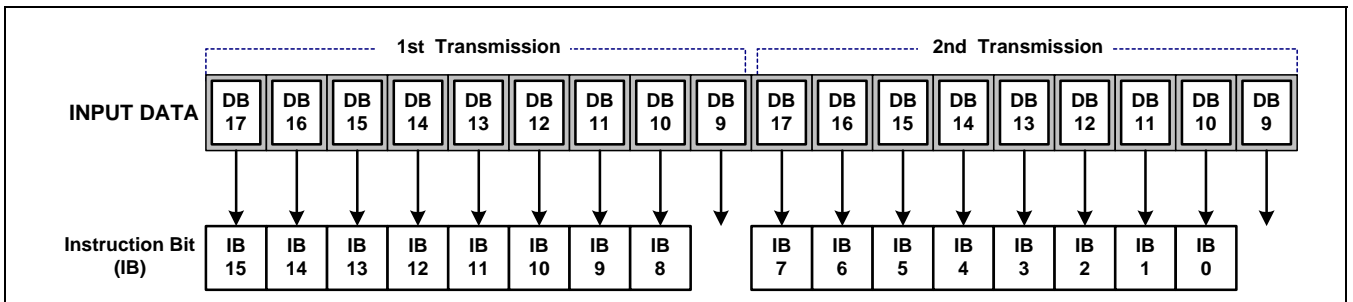 1st Transmission 2nd Transmission
INPUT DATA DB 17 DB 16 DB 15 DB 14 DB 13 DB 12 DB 11 DB 10 DB 9 DB 17 DB 16 DB 15 DB 14 DB 13 DB 12 DB 11 DB 10 DB 9
Instruction Bit (IB) IB 15 IB 14 IB 13 IB 12 IB 11 IB 10 IB 9 IB 8 IB 7 IB 6 IB 5 IB 4 IB 3 IB 2 IB 1 IB 0